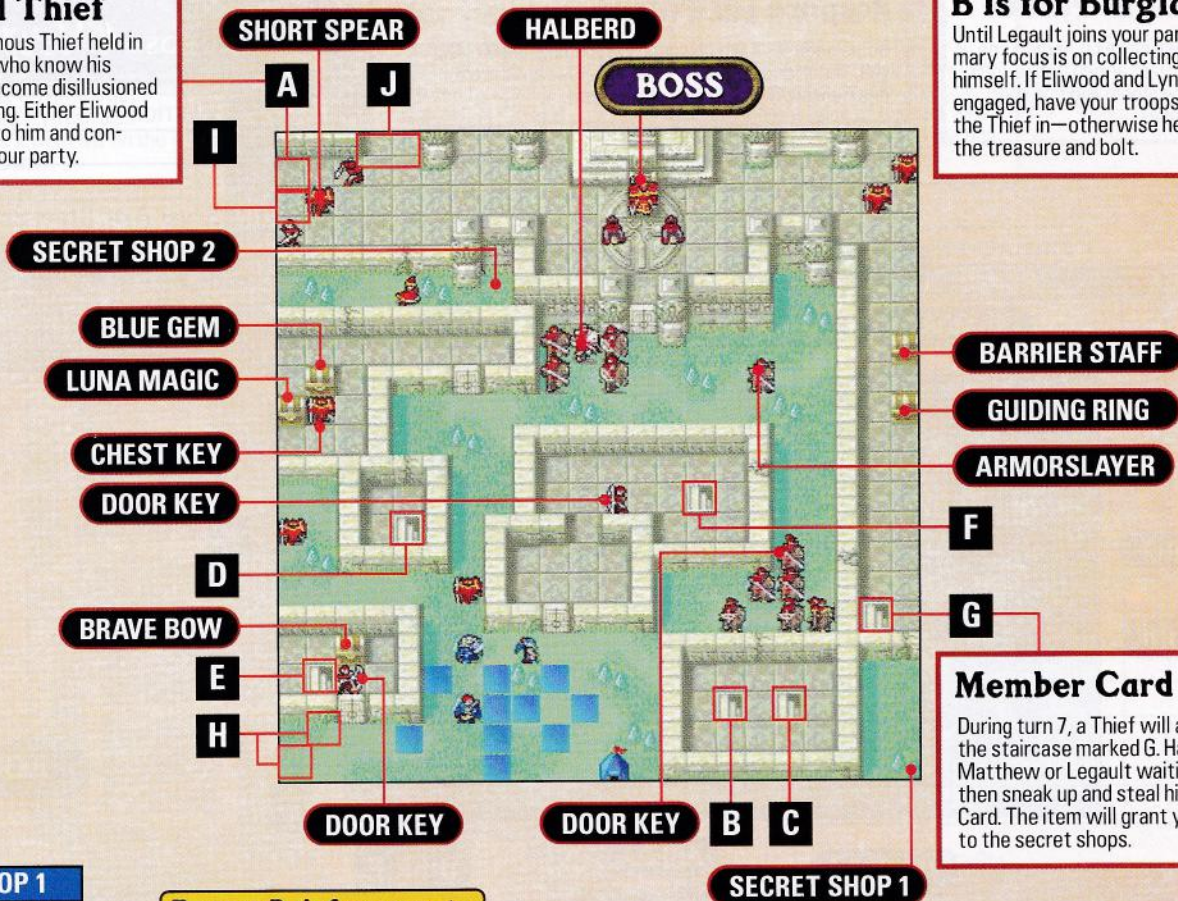 Thief
nous Thief held in
who know his
come disillusioned
ng. Either Eliwood
to him and con-
our party.
SHORT SPEAR
HALBERD
BOSS
A
J
I
B Is for
Until Legault joins your
mary focus is on collecting
himself. If Eliwood and Lyn
engaged, have your troops
the Thief in—otherwise he
the treasure and bolt.
SECRET SHOP 2
BLUE GEM
LUNA MAGIC
CHEST KEY
DOOR KEY
D
BRAVE BOW
E
H
BARRIER STAFF
GUIDING RING
ARMORSLAYER
F
G
Member Card
During turn 7, a Thief will
the staircase marked G.
Matthew or Legault
then sneak up and steal
Card. The item will grant
to the secret shops.
DOOR KEY
DOOR KEY
B
C
SECRET SHOP 1
OP 1